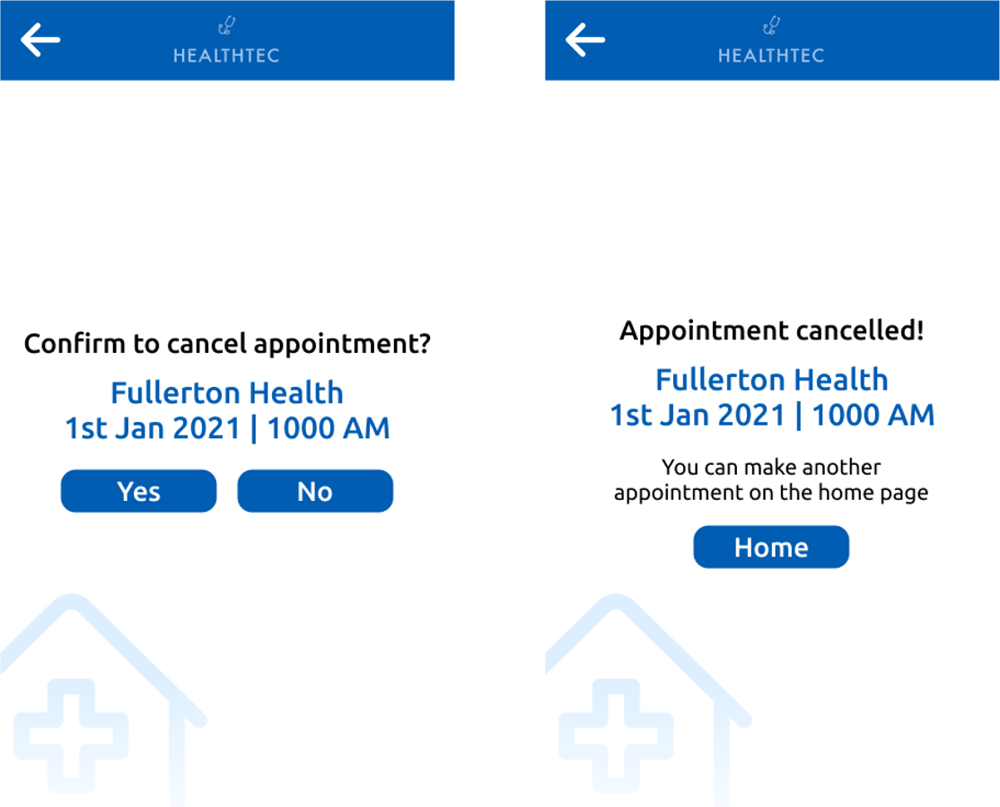 HEALTHTEC
Confirm to cancel appointment?
Fullerton Health
1st Jan 2021 | 1000 AM
Yes
No
HEALTHTEC
Appointment cancelled!
Fullerton Health
1st Jan 2021 | 1000 AM
You can make another
appointment on the home page
Home